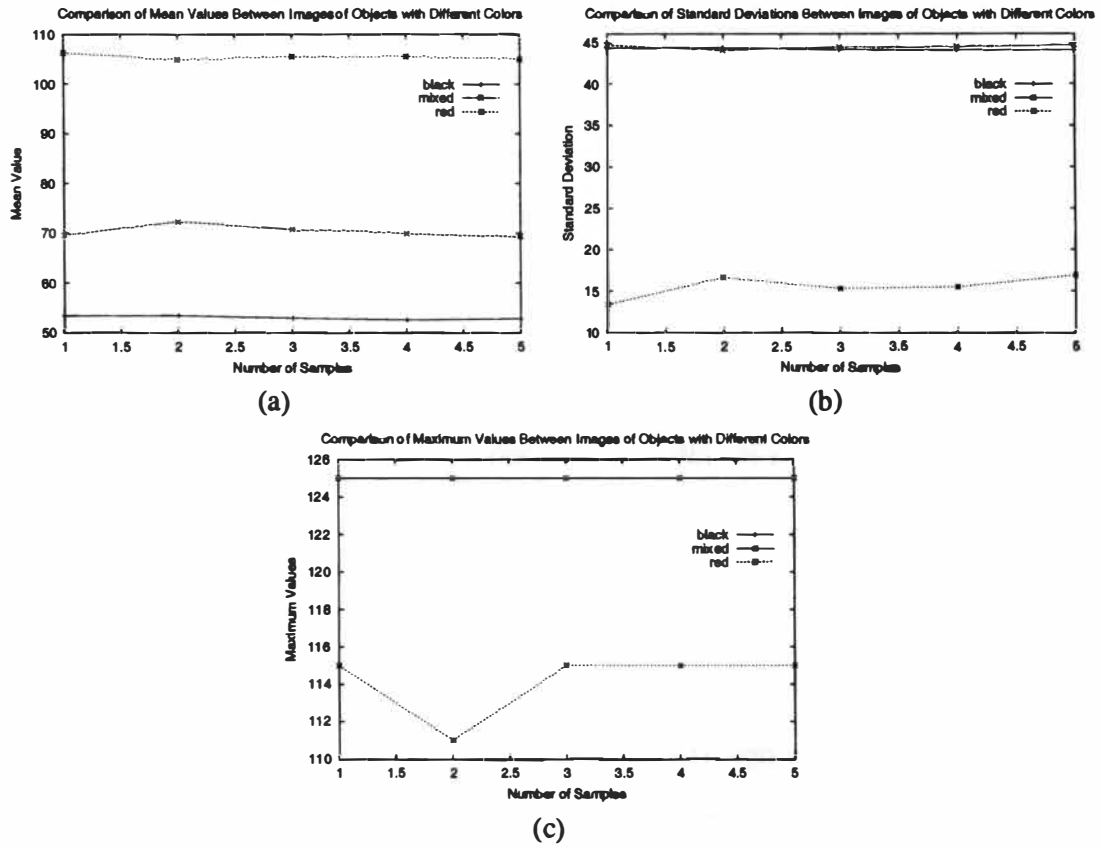 Comparison of Mean Values Between Images of Objects with Different Colors
110
100
90
80
70
60
50
Mean Value
black
mixed
red
1 1.5 2 2.5 3 3.5 4 4.5 5
Number of Samples
(a)
Comparison of Standard Deviations Between Images of Objects with Different Colors
45
40
35
30
25
20
15
10
Standard Deviation
black
mixed
red
1 1.5 2 2.5 3 3.5 4 4.5 5
Number of Samples
(b)
Comparison of Maximum Values Between Images of Objects with Different Colors
126
124
122
120
118
116
114
112
110
Maximum Values
black
mixed
red
1 1.5 2 2.5 3 3.5 4 4.5 5
Number of Samples
(c)